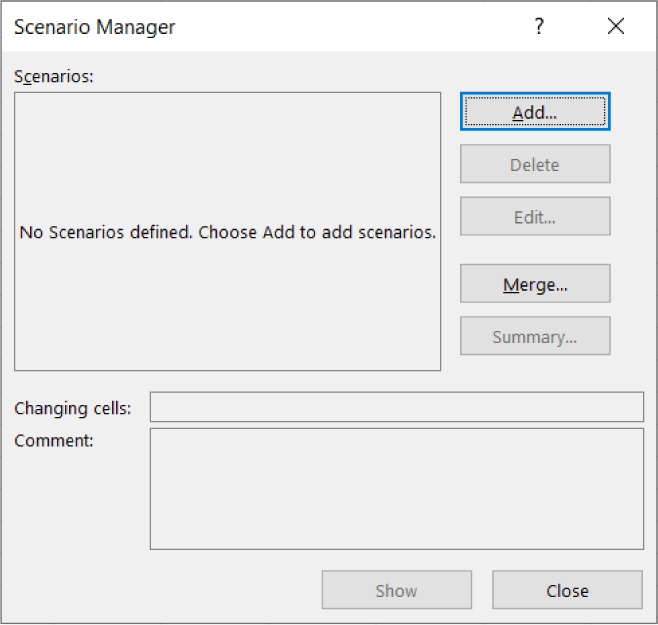 Scenario Manager
?
Scenarios:
Add...
Delete
Edit...
No Scenarios defined. Choose Add to add scenarios.
Merge...
Summary...
Changing cells:
Comment:
Show
Close